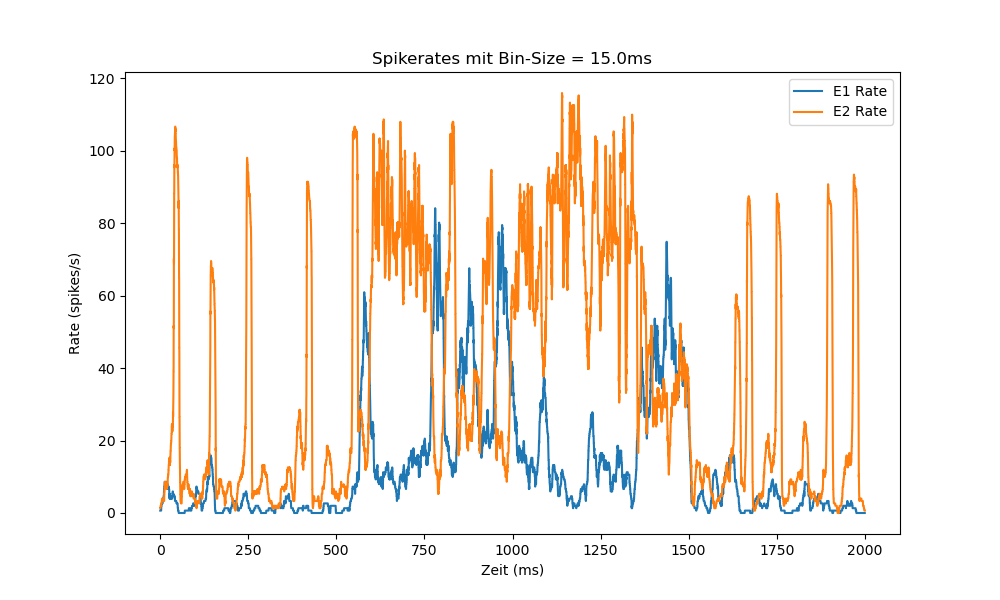 Spikerates mit Bin-Size = 15.0ms
E1 Rate
E2 Rate
Rate (spikes/s)
120
100
80
60
40
20
0
0 250 500 750 1000 1250 1500 1750 2000
Zeit (ms)